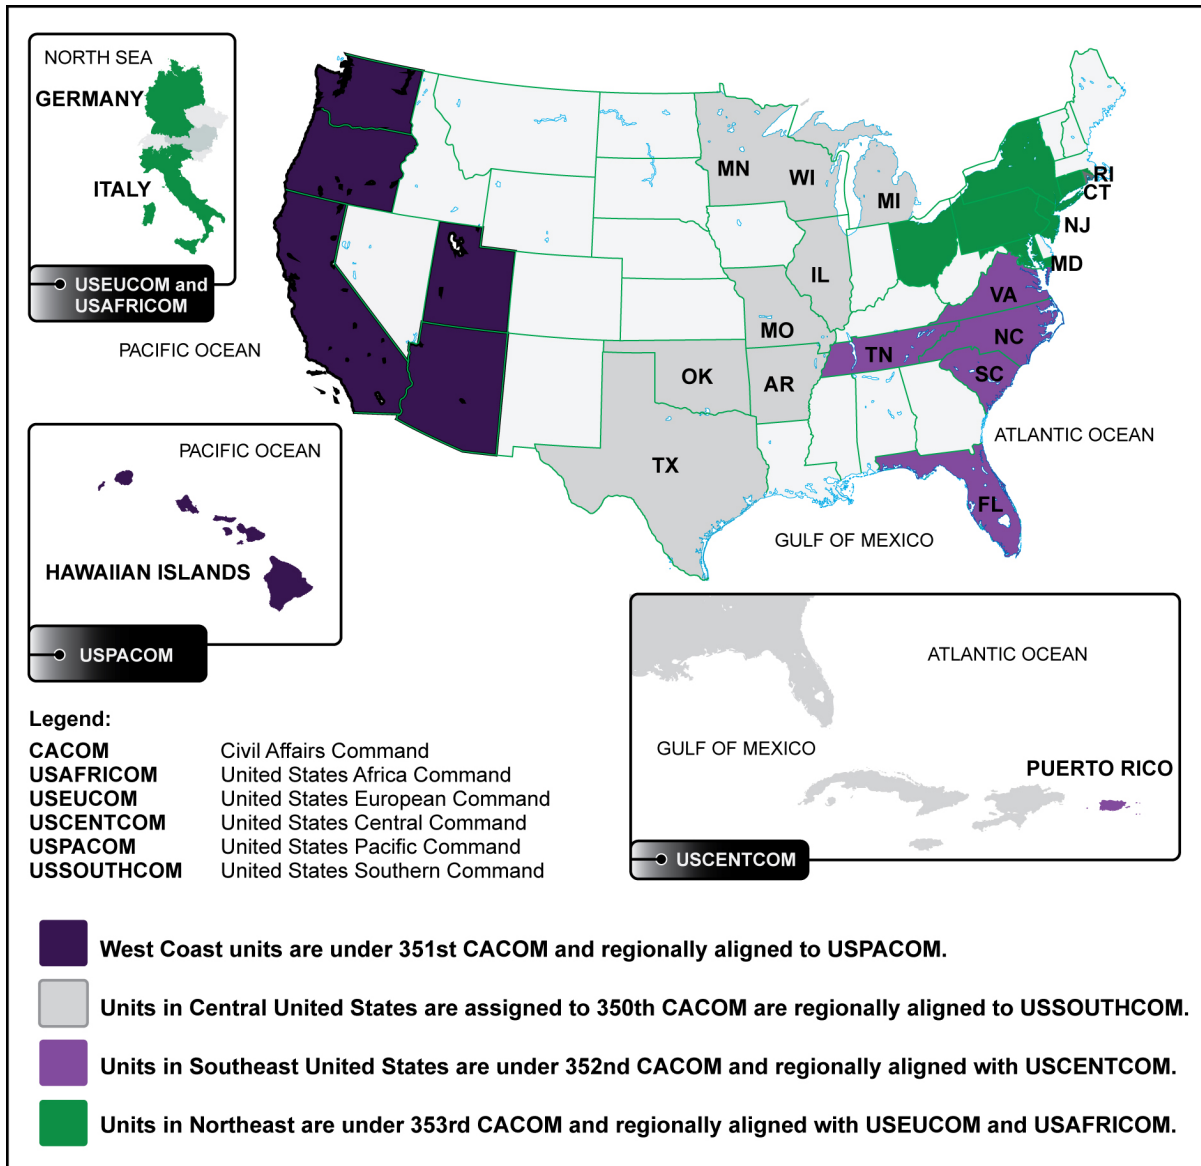 NORTH SEA
GERMANY
ITALY
USEUCOM and
USAFRICOM
PACIFIC OCEAN
MN
WI
MI
IL
MO
OK
AR
TX
RI
CT
NJ
MD
VA
NC
TN
SC
FL
ATLANTIC OCEAN
GULF OF MEXICO
PACIFIC OCEAN
HAWAIIAN ISLANDS
USPACOM
ATLANTIC OCEAN
GULF OF MEXICO
PUERTO RICO
USCENTCOM
Legend:
CACOM Civil Affairs Command
USAFRICOM United States Africa Command
USEUCOM United States European Command
USCENTCOM United States Central Command
USPACOM United States Pacific Command
USSOUTHCOM United States Southern Command
West Coast units are under 351st CACOM and regionally aligned to USPACOM.
Units in Central United States are assigned to 350th CACOM are regionally aligned to USSOUTHCOM.
Units in Southeast United States are under 352nd CACOM and regionally aligned with USCENTCOM.
Units in Northeast are under 353rd CACOM and regionally aligned with USEUCOM and USAFRICOM.